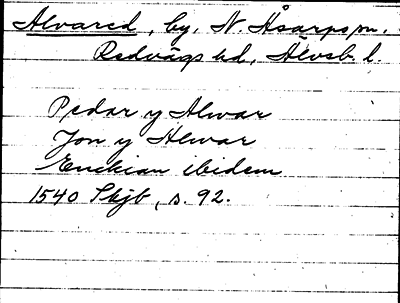 Alvared, by, N. Åsarps sn.
Redvägs hd, Älvsb. l.
Pedar y Alwar
Jon y Alwar
Enckian ibidem
1540 Skjb, s. 92.